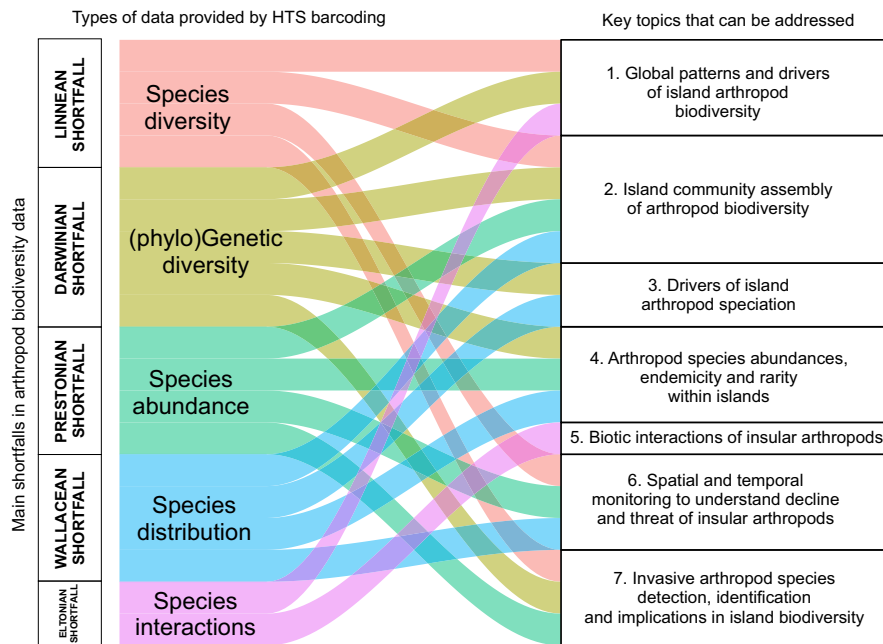 Types of data provided by HTS barcoding
Key topics that can be addressed
Main shortfalls in arthropod biodiversity data
LINNEAN
SHORTFALL
DARWINIAN
SHORTFALL
PRESTONIAN
SHORTFALL
WALLACEAN
SHORTFALL
ELTONIAN
SHORTFALL
Species
diversity
(phylo)Genetic
diversity
Species
abundance
Species
distribution
Species
interactions
1. Global patterns and drivers
of island arthropod
biodiversity
2. Island community assembly
of arthropod biodiversity
3. Drivers of island
arthropod speciation
4. Arthropod species abundances,
endemicity and rarity
within islands
5. Biotic interactions of insular arthropods
6. Spatial and temporal
monitoring to understand decline
and threat of insular arthropods
7. Invasive arthropod species
detection, identification
and implications in island biodiversity